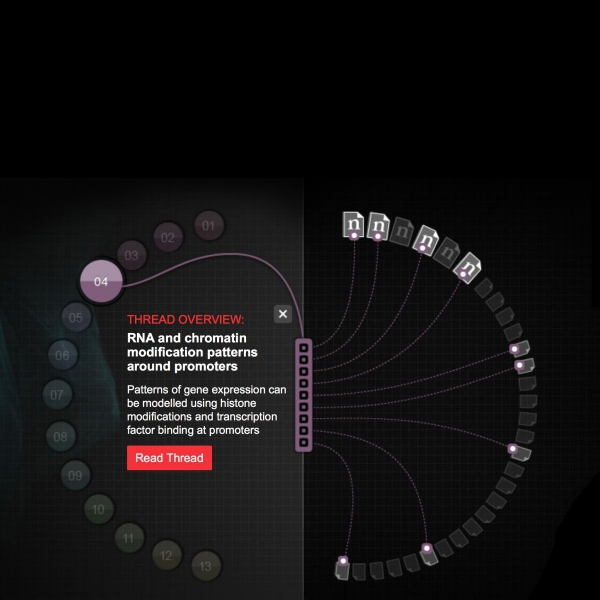 01
02
03
04
05
06
07
08
09
10
11
12
13
THREAD OVERVIEW:
RNA and chromatin
modification patterns
around promoters
Patterns of gene expression can
be modelled using histone
modifications and transcription
factor binding at promoters
Read Thread
n n n n n n